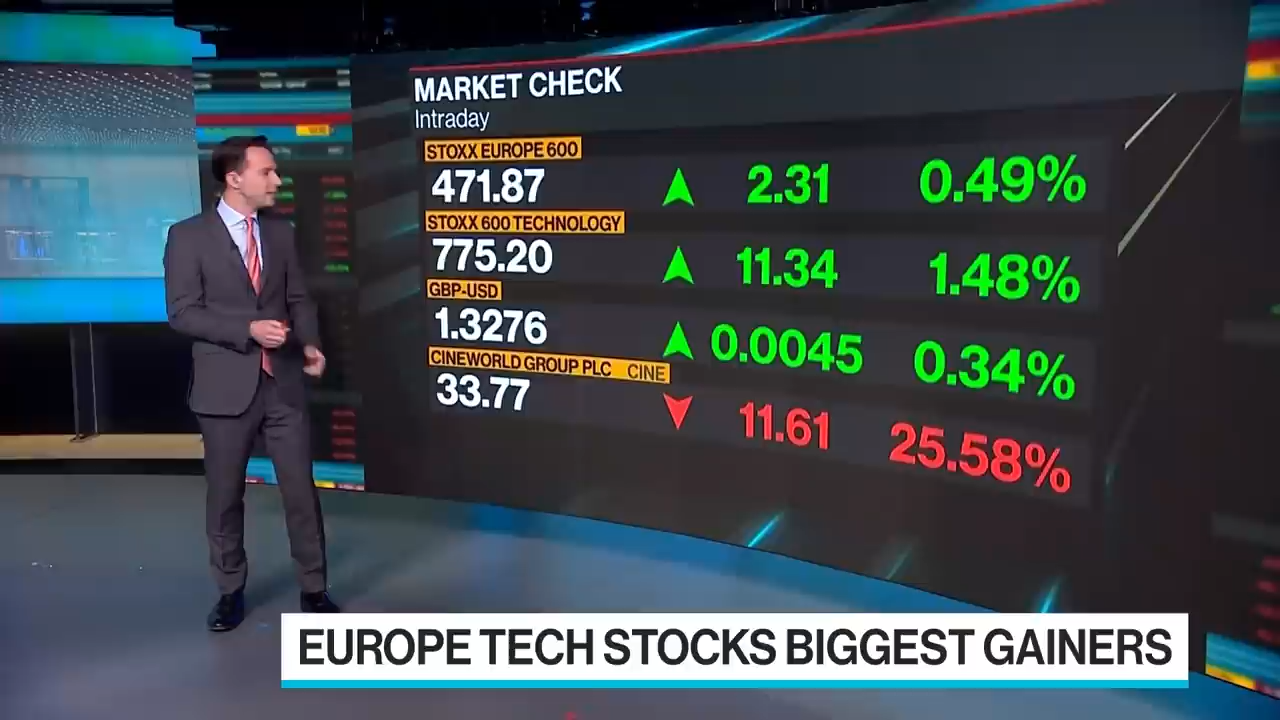 MARKET CHECK
Intraday
STOXX EUROPE 600
471.87 ▲ 2.31 0.49%
STOXX 600 TECHNOLOGY
775.20 ▲ 11.34 1.48%
GBP-USD
1.3276 ▲ 0.0045 0.34%
CINEWORLD GROUP PLC CINE
33.77 ▼ 11.61 25.58%
EUROPE TECH STOCKS BIGGEST GAINERS